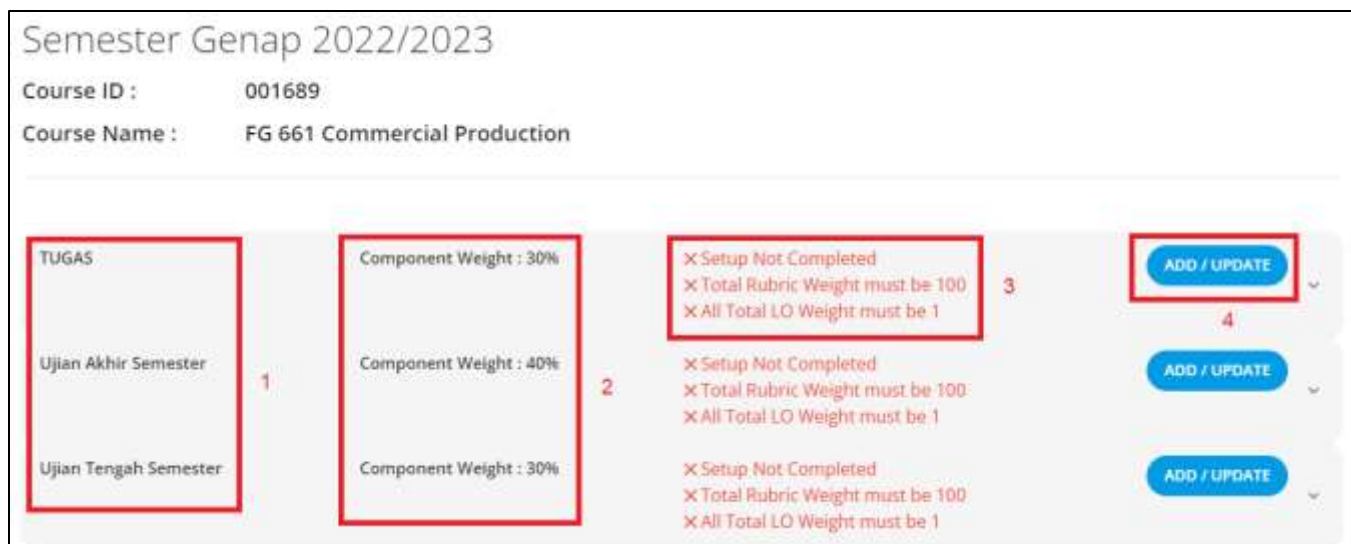 Semester Genap 2022/2023
Course ID : 001689
Course Name : FG 661 Commercial Production
TUGAS Component Weight : 30% × Setup Not Completed ADD / UPDATE
× Total Rubric Weight must be 100 3
× All Total LO Weight must be 1 4
Ujian Akhir Semester 1 Component Weight : 40% 2 × Setup Not Completed ADD / UPDATE
× Total Rubric Weight must be 100
× All Total LO Weight must be 1
Ujian Tengah Semester Component Weight : 30% × Setup Not Completed ADD / UPDATE
× Total Rubric Weight must be 100
× All Total LO Weight must be 1